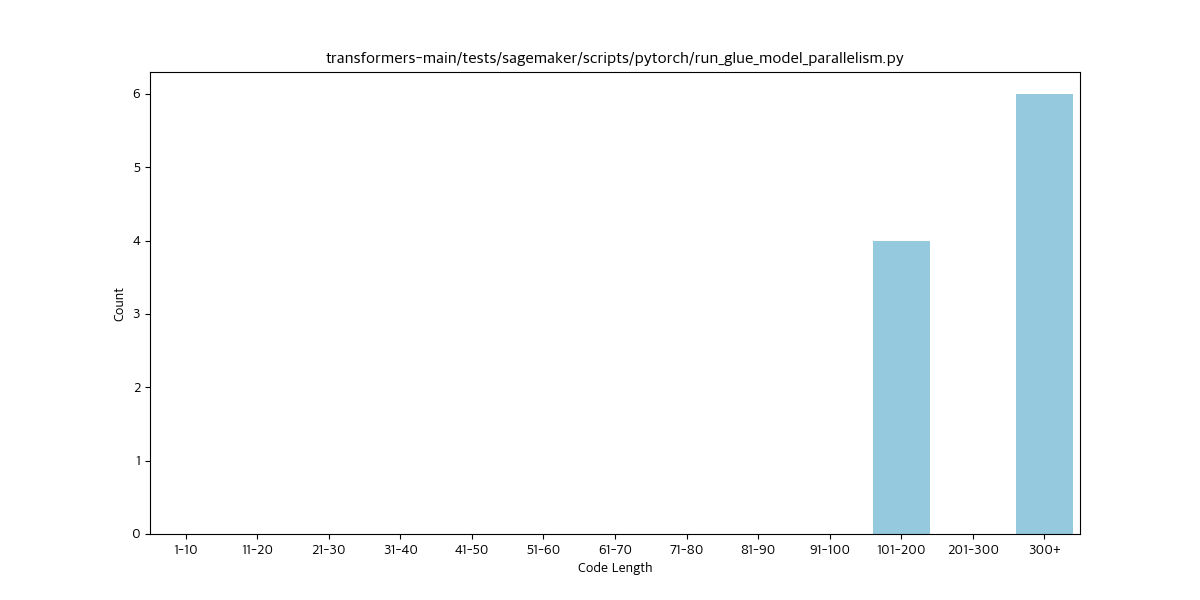 transformers-main/tests/sagemaker/scripts/pytorch/run_glue_model_parallelism.py
Count
6
5
4
3
2
1
0
1-10 11-20 21-30 31-40 41-50 51-60 61-70 71-80 81-90 91-100 101-200 201-300 300+
Code Length